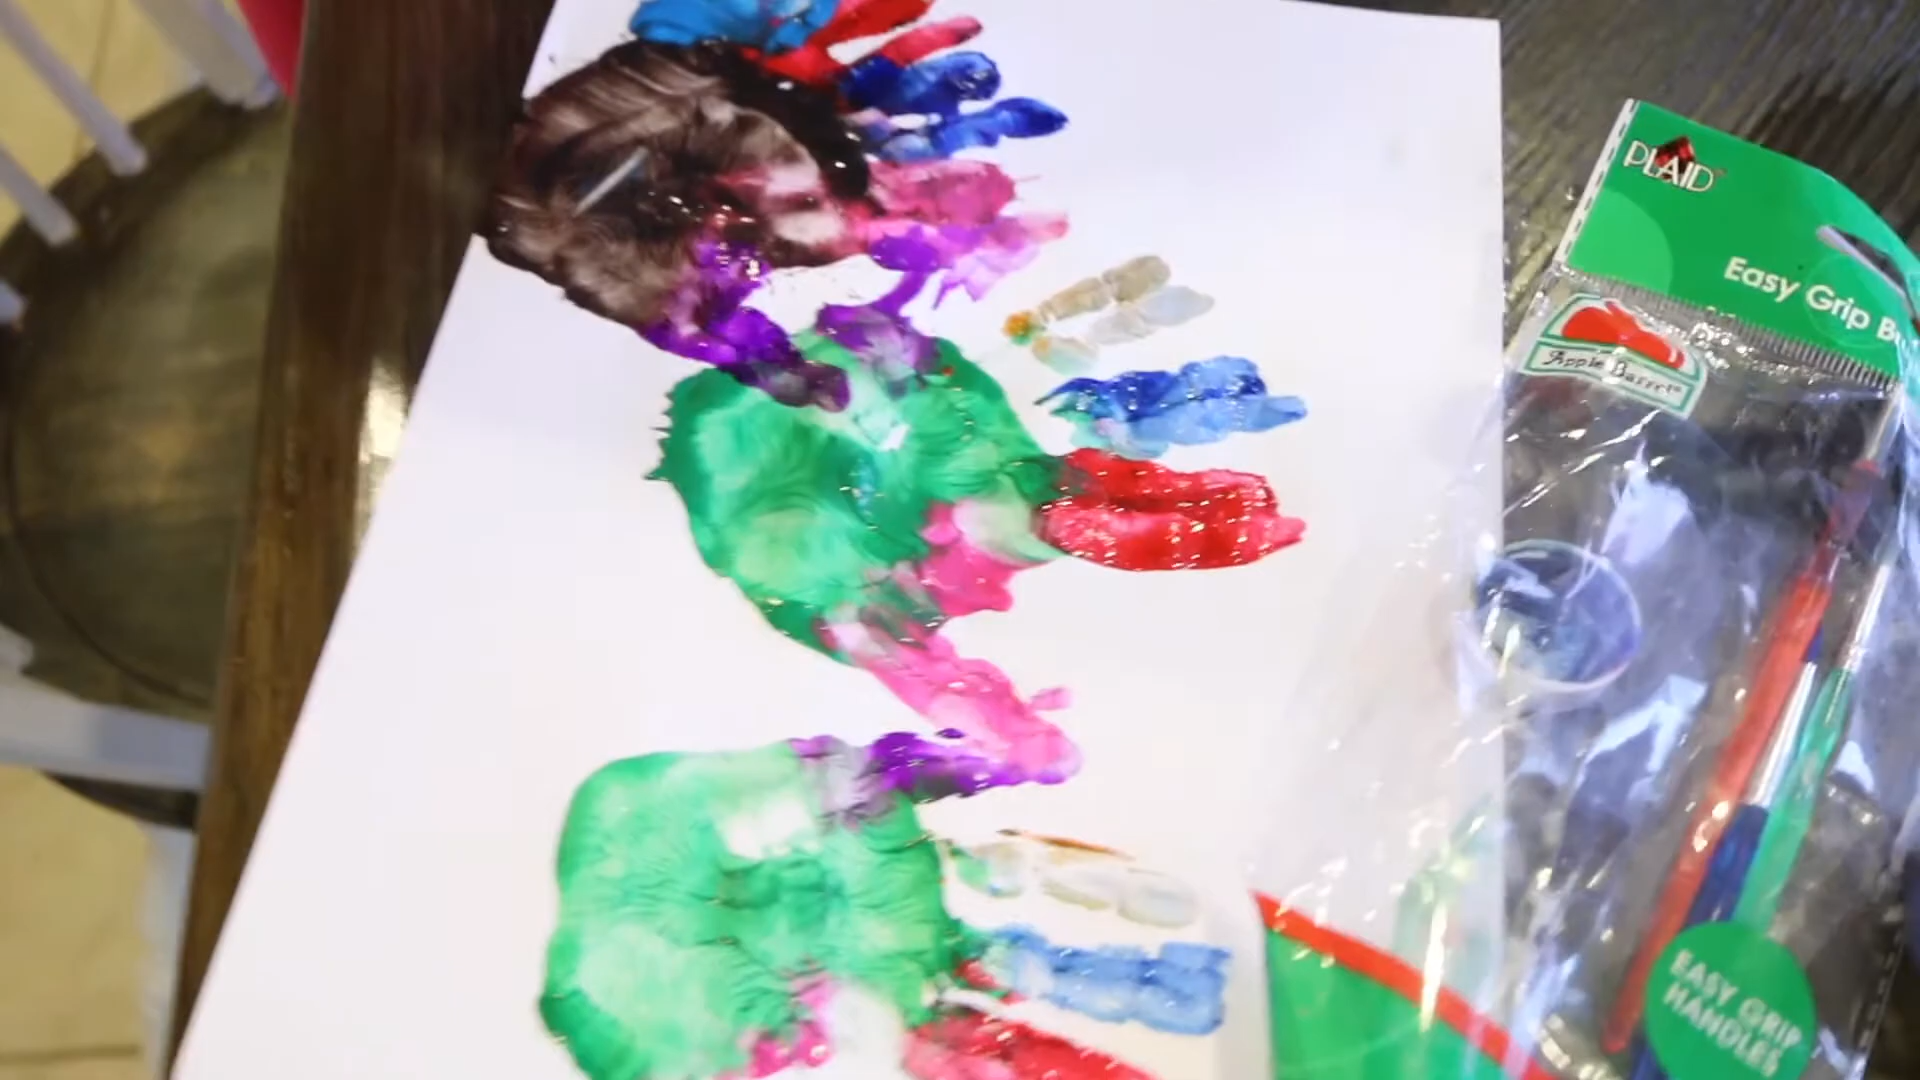 PLAID
Easy Grip B
Apple Barrel
EASY GRIP
HANDLES